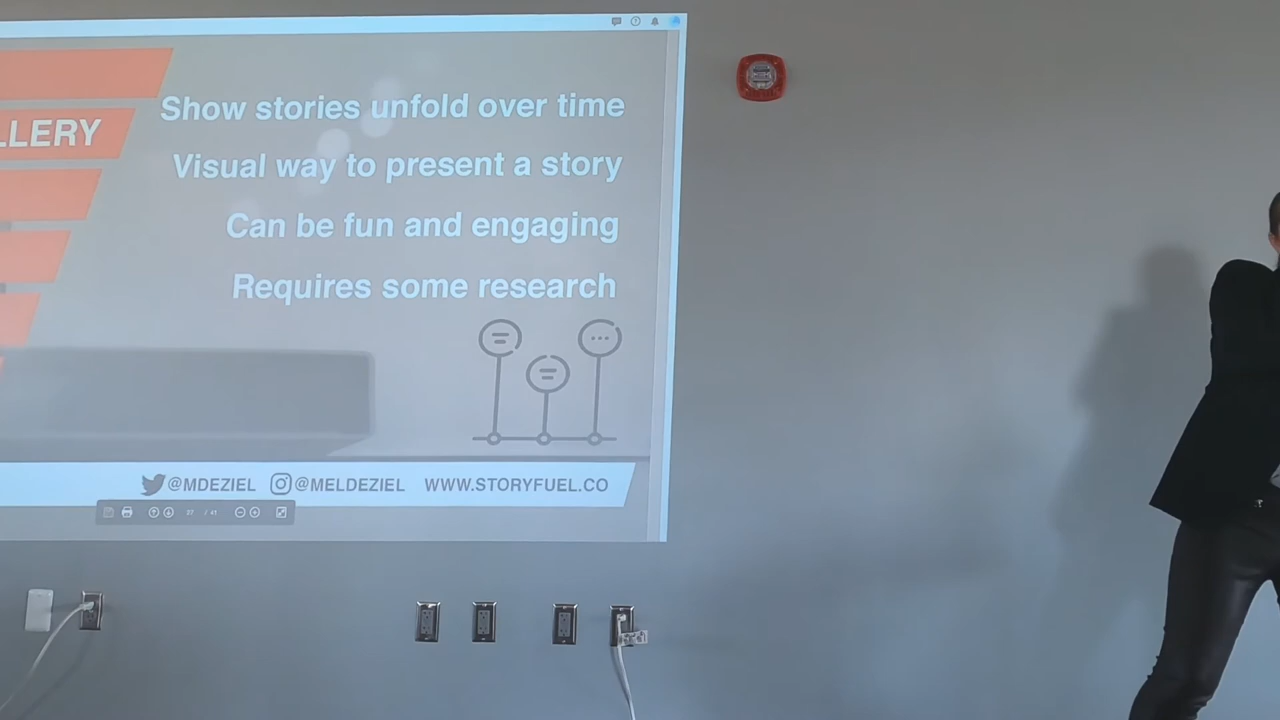 Show stories unfold over time
LLERY
Visual way to present a story
Can be fun and engaging
Requires some research
@MDEZIEL @MELDEZIEL WWW.STORYFUEL.CO
/ 41